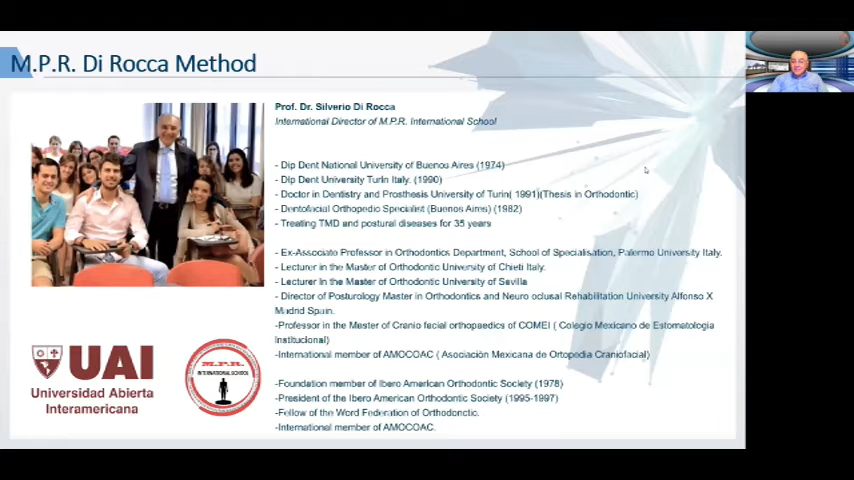 M.P.R. Di Rocca Method
Prof. Dr. Silverio Di Rocca
International Director of M.P.R. International School
- Dip Dent National University of Buenos Aires (1974)
- Dip Dent University Turin Italy. (1990)
- Doctor in Dentistry and Prosthesis University of Turin( 1991)(Thesis in Orthodontic)
- Dentofacial Orthopedic Specialist (Buenos Aires) (1982)
- Treating TMD and postural diseases for 35 years
- Ex-Associate Professor in Orthodontics Department, School of Specialisation, Palermo University Italy.
- Lecturer in the Master of Orthodontic University of Chieti Italy.
- Lecturer in the Master of Orthodontic University of Sevilla
- Director of Posturology Master in Orthodontics and Neuro oclusal Rehabilitation University Alfonso X
Madrid Spain.
-Professor in the Master of Cranio facial orthopaedics of COMEI ( Colegio Mexicano de Estomatologia
Institucional)
-International member of AMOCOAC ( Asociación Mexicana de Ortopedia Craniofacial)
-Foundation member of Ibero American Orthodontic Society (1978)
-President of the Ibero American Orthodontic Society (1995-1997)
-Fellow of the Word Federation of Orthodonctic.
-International member of AMOCOAC.
UAI
Universidad Abierta
Interamericana
M.P.R.
INTERNATIONAL SCHOOL